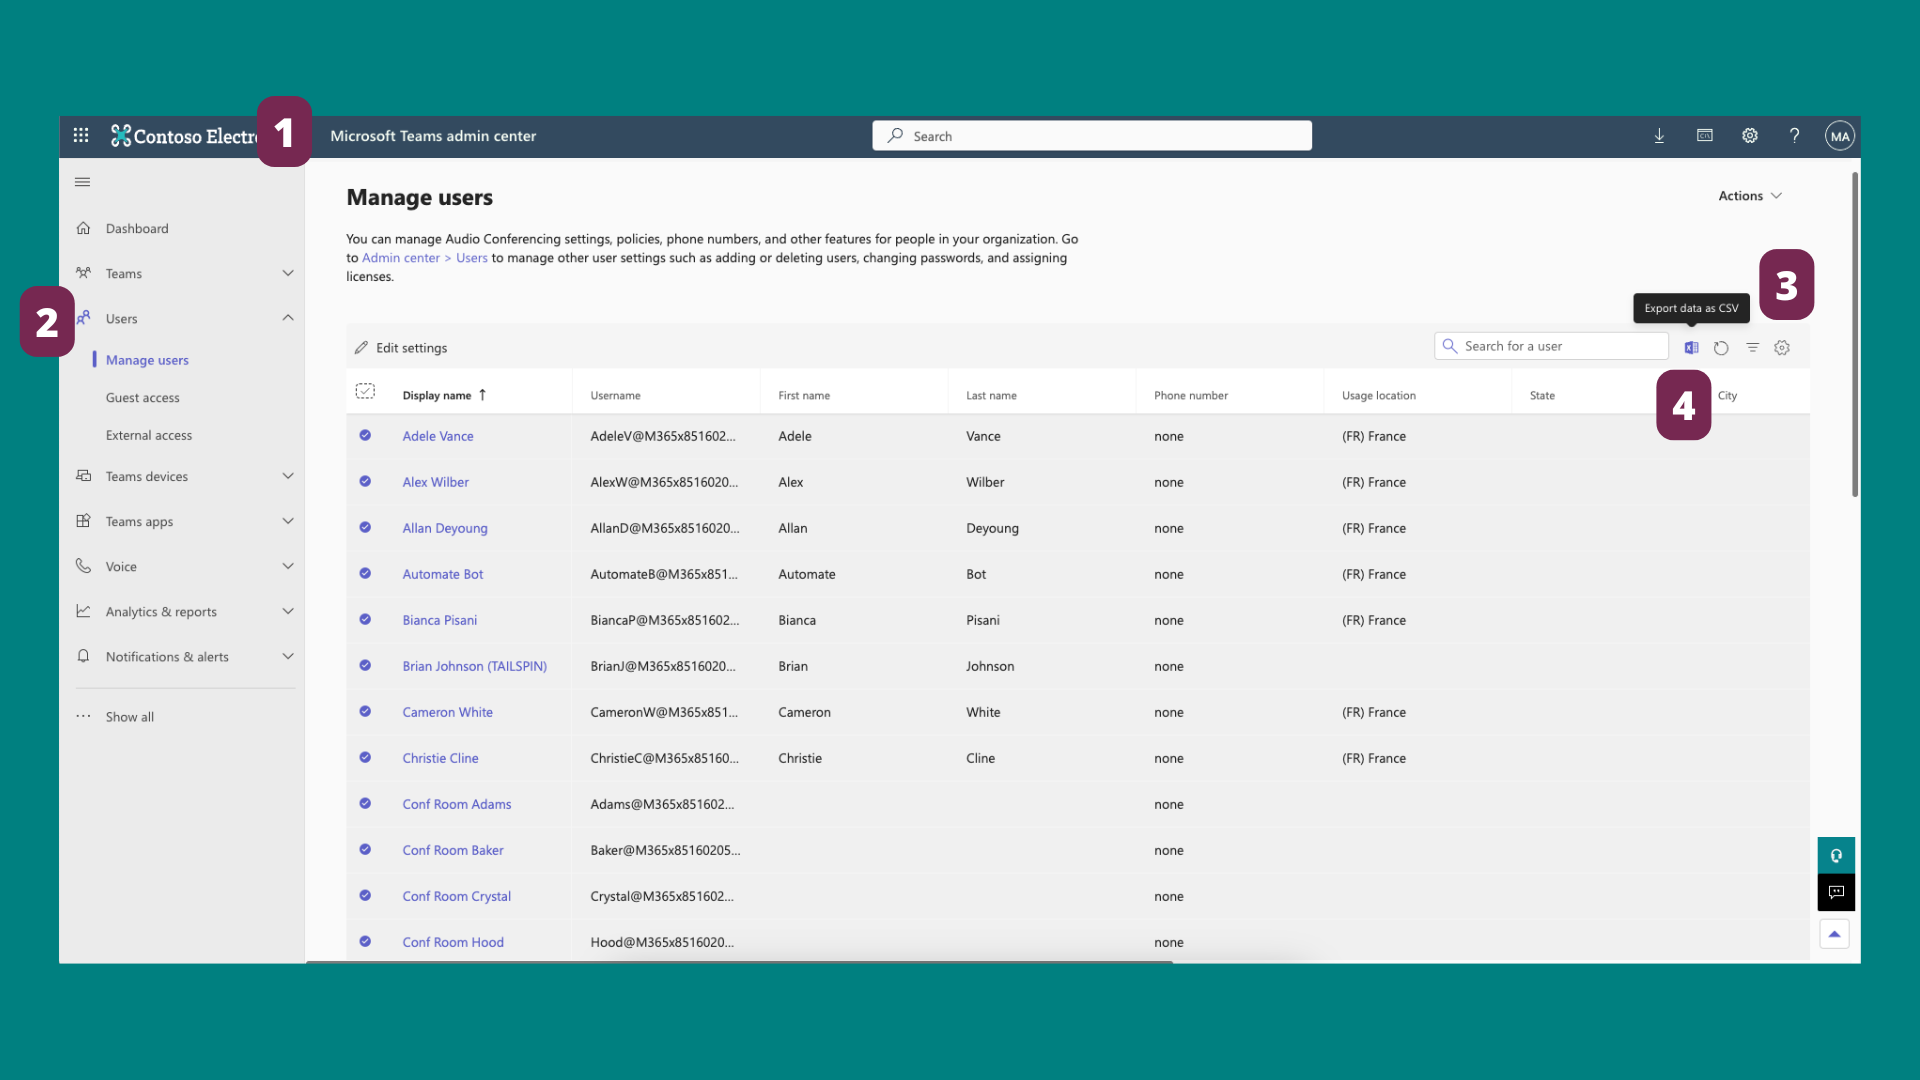 1
Contoso Electr
Microsoft Teams admin center
Search
MA
Manage users
Actions
You can manage Audio Conferencing settings, policies, phone numbers, and other features for people in your organization. Go
to Admin center > Users to manage other user settings such as adding or deleting users, changing passwords, and assigning
licenses.
Dashboard
Teams
2
Users
Manage users
Guest access
External access
Teams devices
Teams apps
Voice
Analytics & reports
Notifications & alerts
Show all
3
Export data as CSV
Edit settings
Search for a user
4
Display name ↑ Username First name Last name Phone number Usage location State City
Adele Vance AdeleV@M365x851602... Adele Vance none (FR) France
Alex Wilber AlexW@M365x8516020... Alex Wilber none (FR) France
Allan Deyoung AllanD@M365x8516020... Allan Deyoung none (FR) France
Automate Bot AutomateB@M365x851... Automate Bot none (FR) France
Bianca Pisani BiancaP@M365x851602... Bianca Pisani none (FR) France
Brian Johnson (TAILSPIN) BrianJ@M365x8516020... Brian Johnson none
Cameron White CameronW@M365x851... Cameron White none (FR) France
Christie Cline ChristieC@M365x85160... Christie Cline none (FR) France
Conf Room Adams Adams@M365x851602... none
Conf Room Baker Baker@M365x85160205... none
Conf Room Crystal Crystal@M365x851602... none
Conf Room Hood Hood@M365x8516020... none